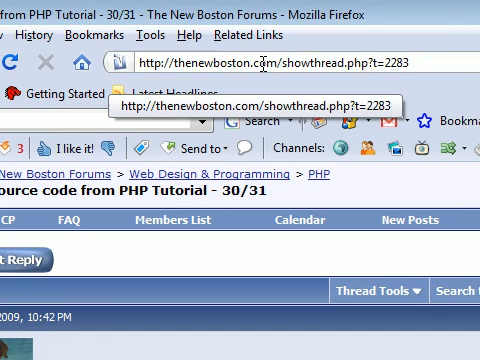 from PHP Tutorial - 30/31 - The New Boston Forums - Mozilla Firefox
History Bookmarks Tools Help Related Links
http://thenewboston.com/showthread.php?t=2283
Getting Started Latest Headlines
http://thenewboston.com/showthread.php?t=2283
Search Bookmarks
3 I like it! Send to Channels:
New Boston Forums > Web Design & Programming > PHP
ource code from PHP Tutorial - 30/31
CP FAQ Members List Calendar New Posts
t Reply
Thread Tools Search
2009, 10:42 PM